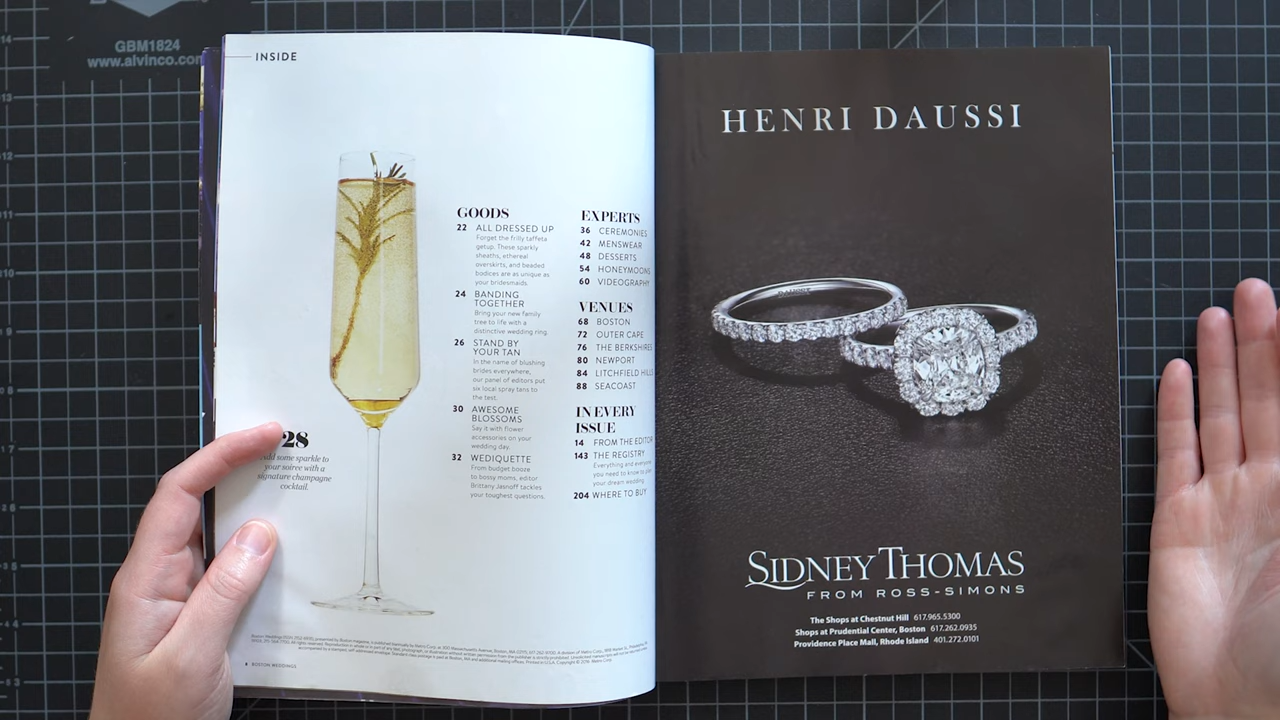 GBM1824
www.alvinco.com
INSIDE
28
some sparkle to
your soiree with a
signature champagne
cocktail.
GOODS
22 ALL DRESSED UP
Forget the frilly taffeta
getup. These sparkly
sheaths, ethereal
overskirts, and beaded
bodices are as unique as
your bridesmaids.
24 BANDING
TOGETHER
Bring your new family
tree to life with a
distinctive wedding ring.
26 STAND BY
YOUR TAN
In the name of blushing
brides everywhere,
our panel of editors put
six local spray tans to
the test.
30 AWESOME
BLOSSOMS
Say it with flower
accessories on your
wedding day.
32 WEDIQUETTE
From budget booze
to bossy moms, editor
Brittany Jasnoff tackles
your toughest questions.
EXPERTS
36 CEREMONIES
42 MENSWEAR
48 DESSERTS
54 HONEYMOONS
60 VIDEOGRAPHY
VENUES
68 BOSTON
72 OUTER CAPE
76 THE BERKSHIRES
80 NEWPORT
84 LITCHFIELD HILLS
88 SEACOAST
IN EVERY
ISSUE
14 FROM THE EDITOR
143 THE REGISTRY
Everything and everyone
you need to know to plan
your dream wedding.
204 WHERE TO BUY
BOSTON WEDDINGS
HENRI DAUSSI
SIDNEY THOMAS
FROM ROSS-SIMONS
The Shops at Chestnut Hill 617.965.5300
Shops at Prudential Center, Boston 617.262.0935
Providence Place Mall, Rhode Island 401.272.0101